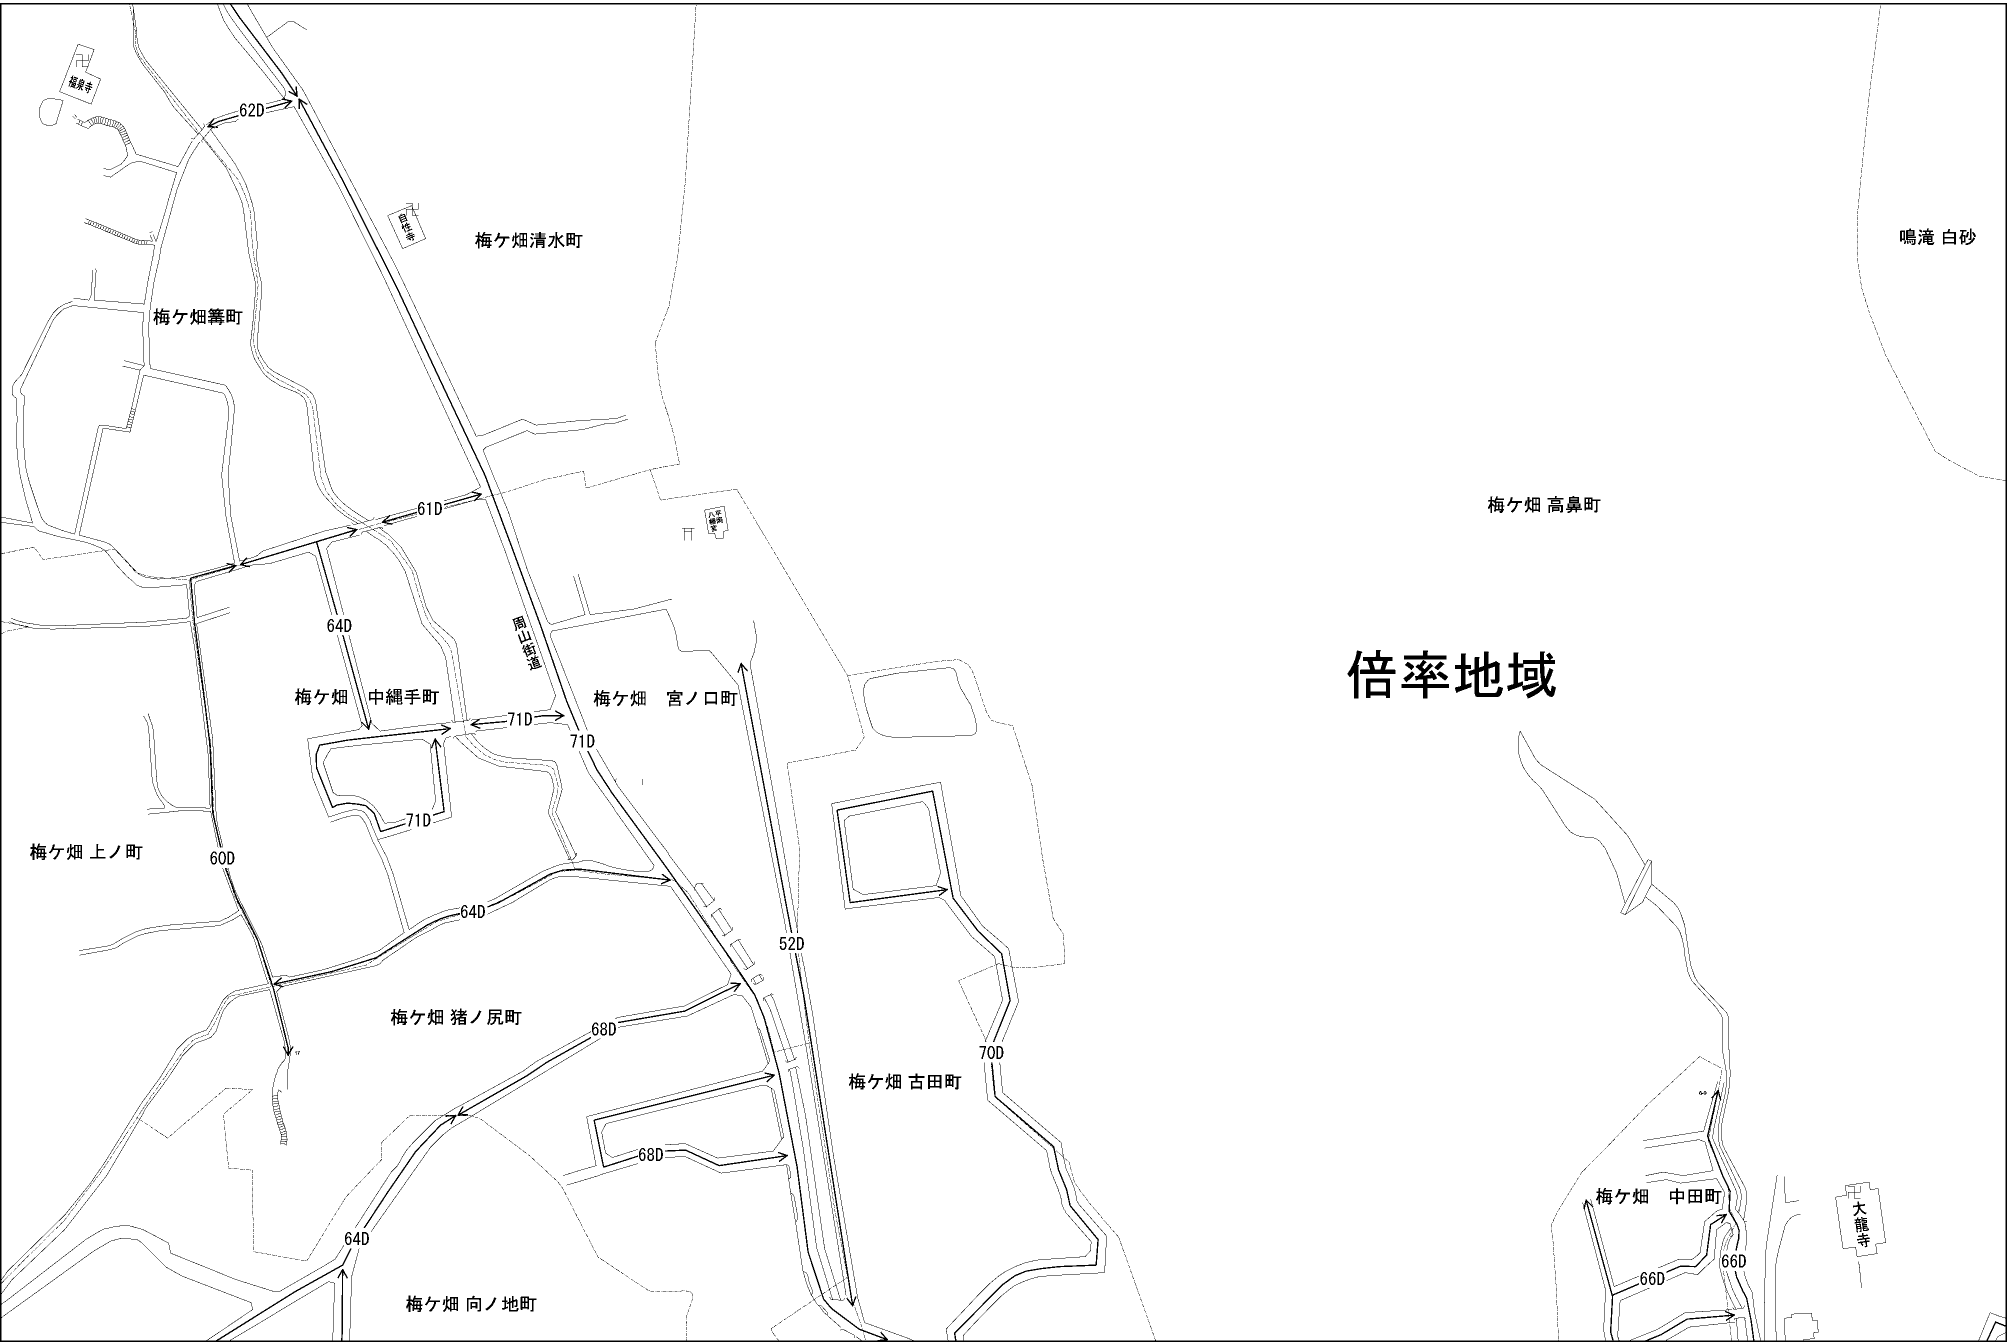 福泉寺
62D
自性寺
梅ケ畑清水町
鳴滝 白砂
梅ケ畑篝町
61D
梅ケ畑 高鼻町
平岡
八幡宮
64D
周山街道
倍率地域
梅ケ畑 中縄手町
梅ケ畑 宮ノ口町
71D
71D
71D
梅ケ畑 上ノ町
60D
64D
52D
梅ケ畑 猪ノ尻町
68D
70D
梅ケ畑 古田町
68D
梅ケ畑 中田町
大龍寺
64D
66D
66D
梅ケ畑 向ノ地町